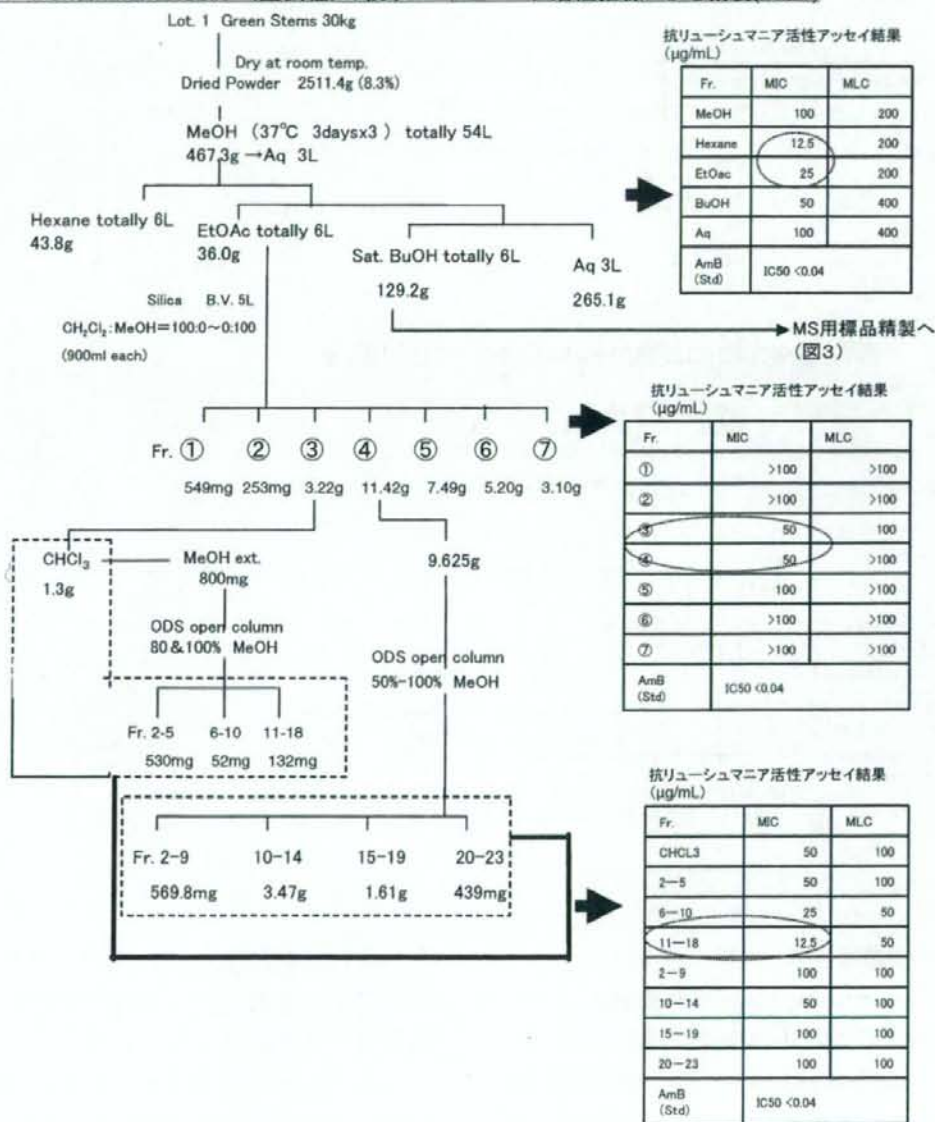 Lot. 1 Green Stems 30kg
Dry at room temp.
Dried Powder 2511.4g (8.3%)
MeOH (37℃ 3daysx3 ) totally 54L
467.3g →Aq 3L
Hexane totally 6L
43.8g
EtOAc totally 6L
36.0g
Sat. BuOH totally 6L
129.2g
Aq 3L
265.1g
Silica B.V. 5L
CH₂Cl₂:MeOH=100:0～0:100
(900ml each)
MS用標品精製へ
(図3)
抗リューシュマニア活性アッセイ結果
(μg/mL)
Fr. MIC MLC
MeOH 100 200
Hexane 12.5 200
EtOac 25 200
BuOH 50 400
Aq 100 400
AmB (Std) IC50 <0.04
Fr. ① ② ③ ④ ⑤ ⑥ ⑦
549mg 253mg 3.22g 11.42g 7.49g 5.20g 3.10g
抗リューシュマニア活性アッセイ結果
(μg/mL)
Fr. MIC MLC
① >100 >100
② >100 >100
③ 50 100
④ 50 >100
⑤ 100 >100
⑥ >100 >100
⑦ >100 >100
AmB (Std) IC50 <0.04
CHCl₃
1.3g
MeOH ext.
800mg
9.625g
ODS open column
80&100% MeOH
ODS open column
50%-100% MeOH
Fr. 2-5 6-10 11-18
530mg 52mg 132mg
Fr. 2-9 10-14 15-19 20-23
569.8mg 3.47g 1.61g 439mg
抗リューシュマニア活性アッセイ結果
(μg/mL)
Fr. MIC MLC
CHCL3 50 100
2－5 50 100
6－10 25 50
11－18 12.5 50
2－9 100 100
10－14 50 100
15－19 100 100
20－23 100 100
AmB (Std) IC50 <0.04